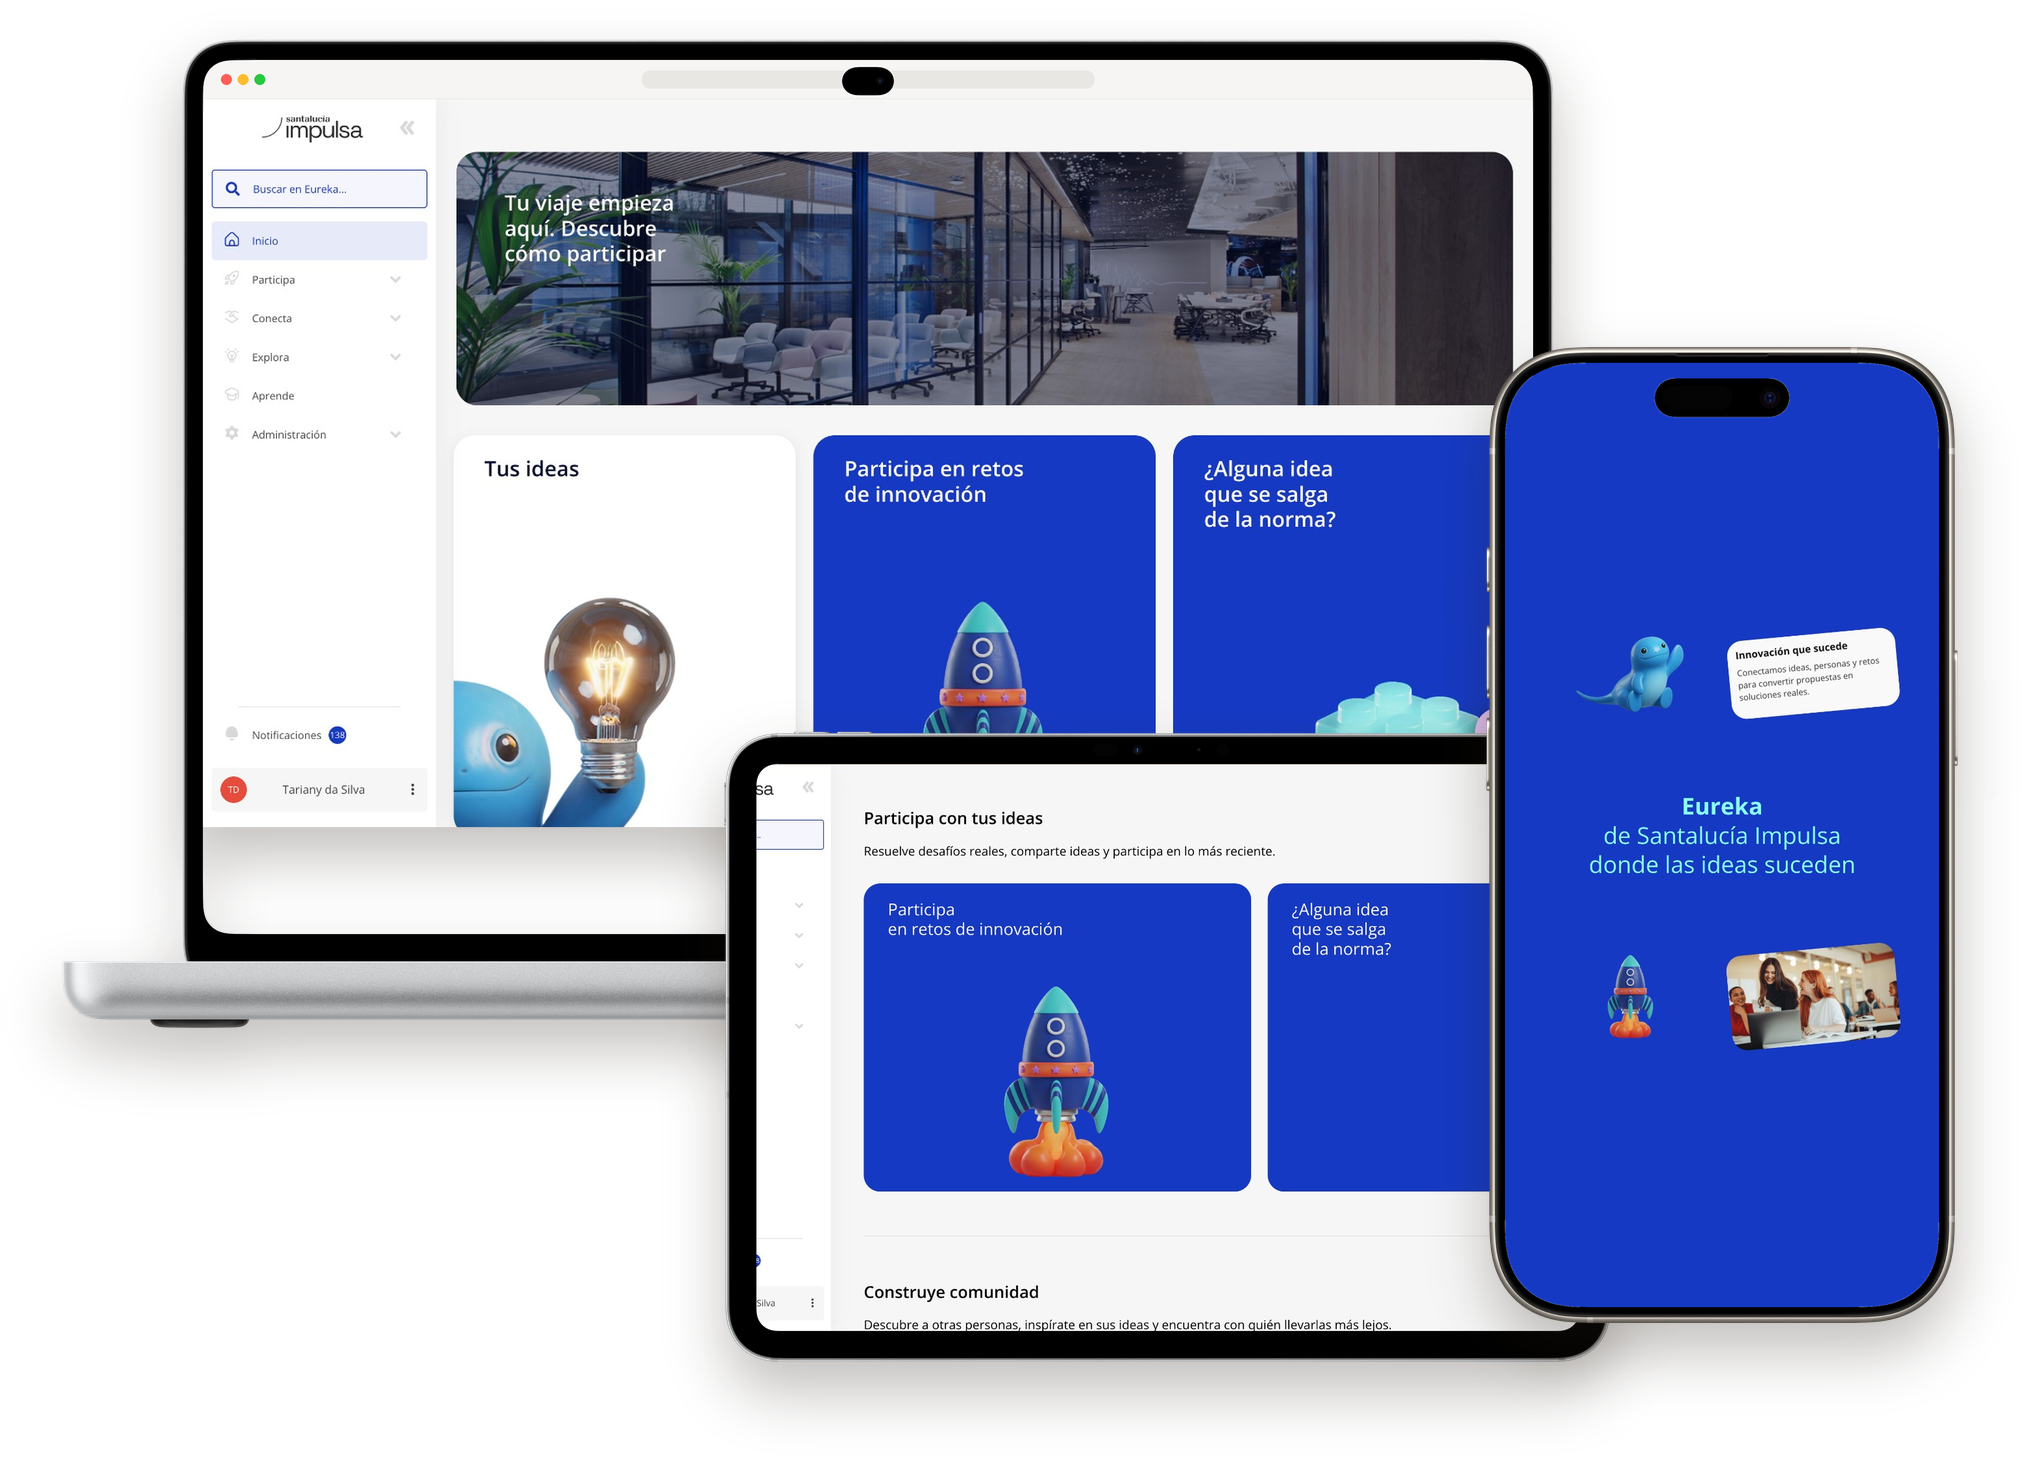 santalucía
impulsa
Buscar en Eureka...
Inicio
Participa
Conecta
Explora
Aprende
Administración
Notificaciones 138
TD Tariany da Silva
Tu viaje empieza
aquí. Descubre
cómo participar
Tus ideas
Participa en retos
de innovación
¿Alguna idea
que se salga
de la norma?
sa
Silva
Participa con tus ideas
Resuelve desafíos reales, comparte ideas y participa en lo más reciente.
Participa
en retos de innovación
¿Alguna idea
que se salga
de la norma?
Construye comunidad
Descubre a otras personas, inspírate en sus ideas y encuentra con quién llevarlas más lejos.
Innovación que sucede
Conectamos ideas, personas y retos
para convertir propuestas en
soluciones reales.
Eureka
de Santalucía Impulsa
donde las ideas suceden